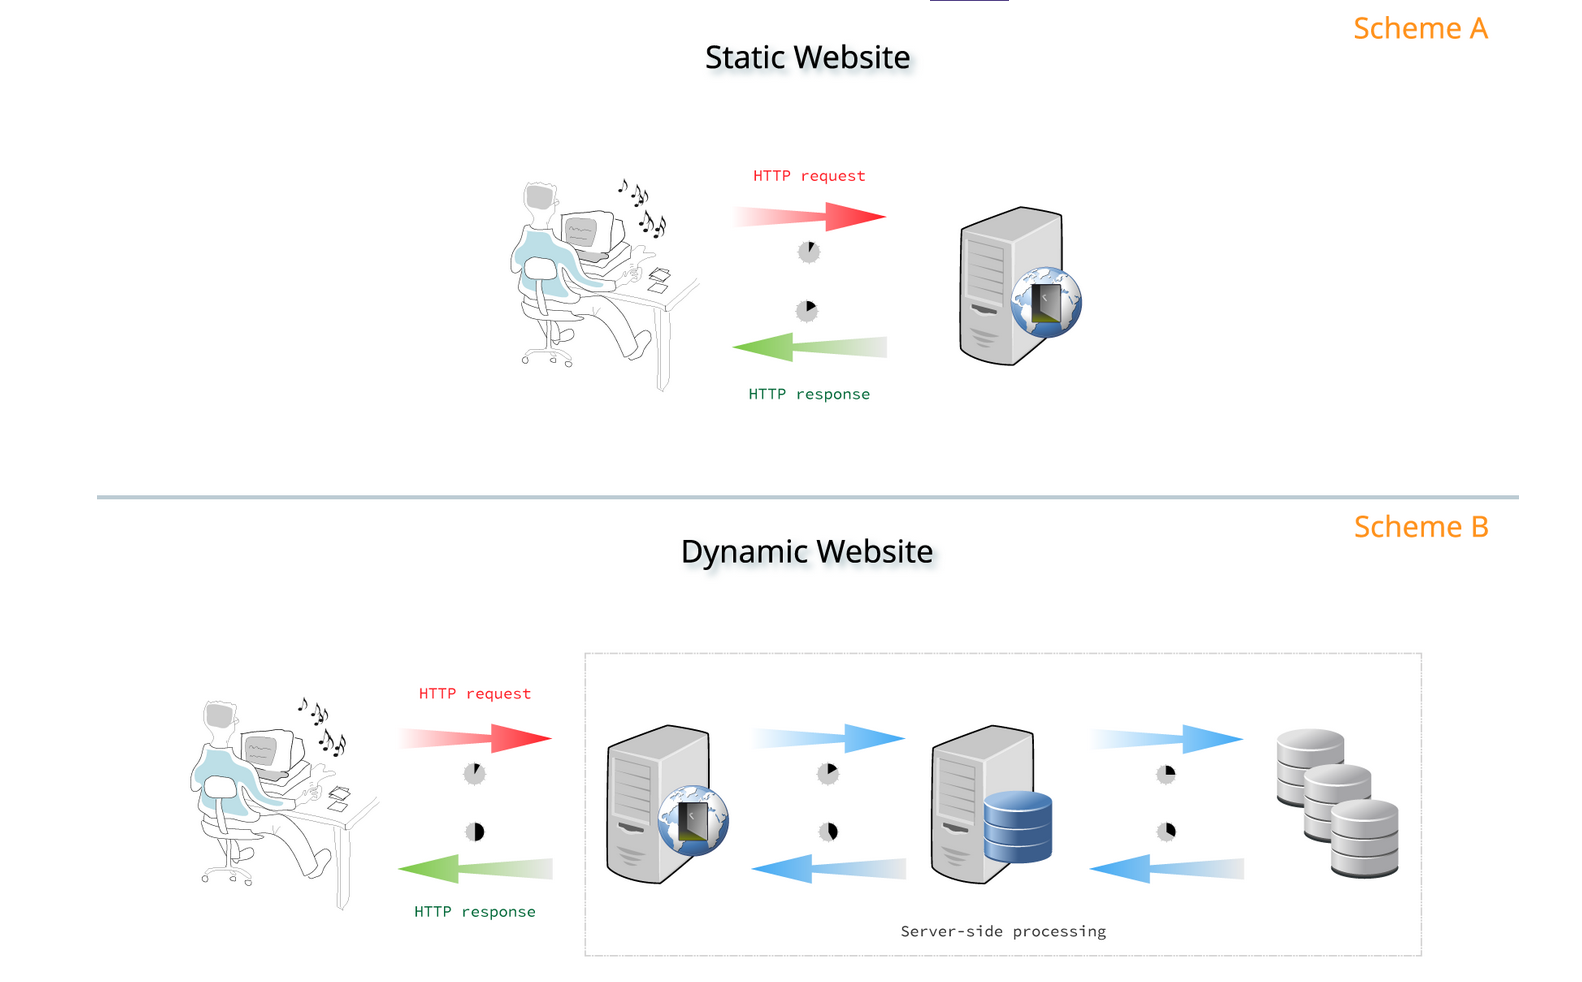 Scheme A
Static Website
HTTP request
HTTP response
Scheme B
Dynamic Website
HTTP request
HTTP response
Server-side processing